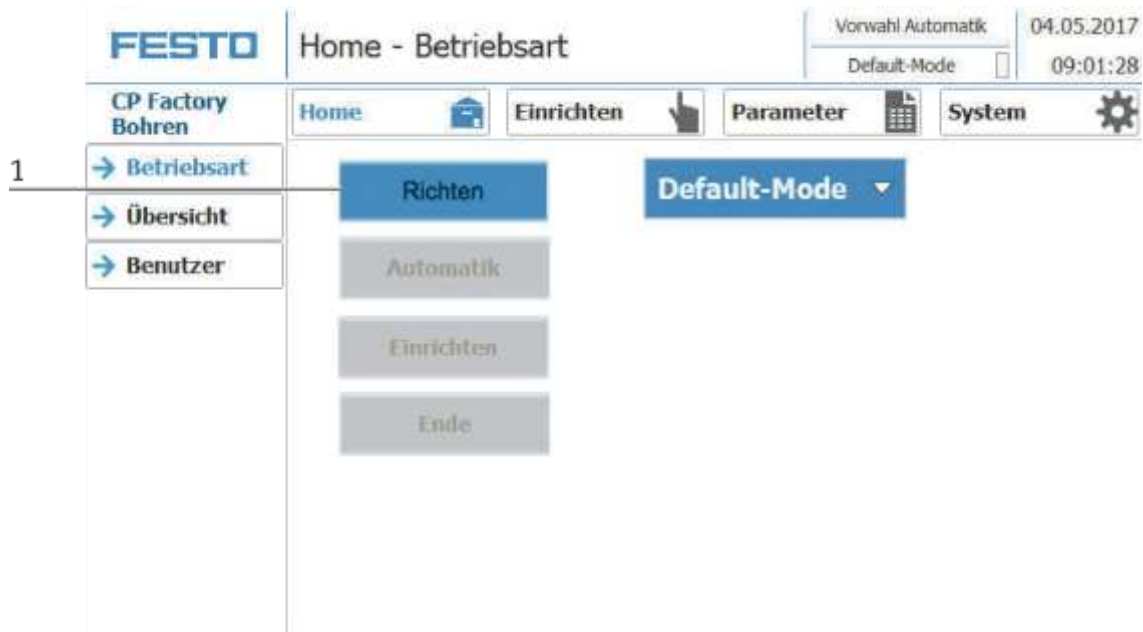 FESTO
Home - Betriebsart
Vorwahl Automatik
Default-Mode
04.05.2017
09:01:28
CP Factory
Bohren
Home
Einrichten
Parameter
System
1
Betriebsart
Übersicht
Benutzer
Richten
Default-Mode
Automatik
Einrichten
Ende